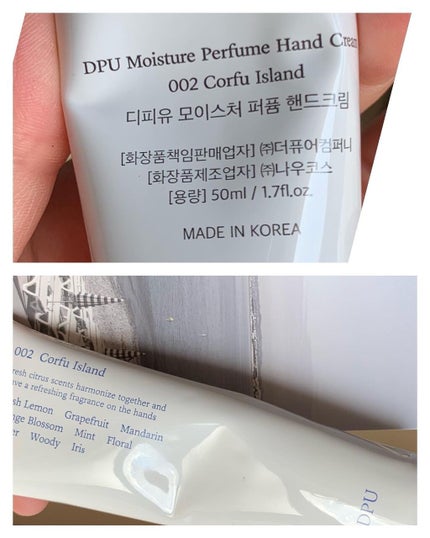 DPU Moisture Perfume Hand Cream
002 Corfu Island
디피유 모이스처 퍼퓸 핸드크림
[화장품책임판매업자] ㈜더퓨어컴퍼니
[화장품제조업자] ㈜나우코스
[용량] 50ml / 1.7fl.oz.
MADE IN KOREA
002 Corfu Island
citrus scents harmonize together and
a refreshing fragrance on the hands
Lemon Grapefruit Mandarin
Blossom Mint Floral
Woody Iris
DPU